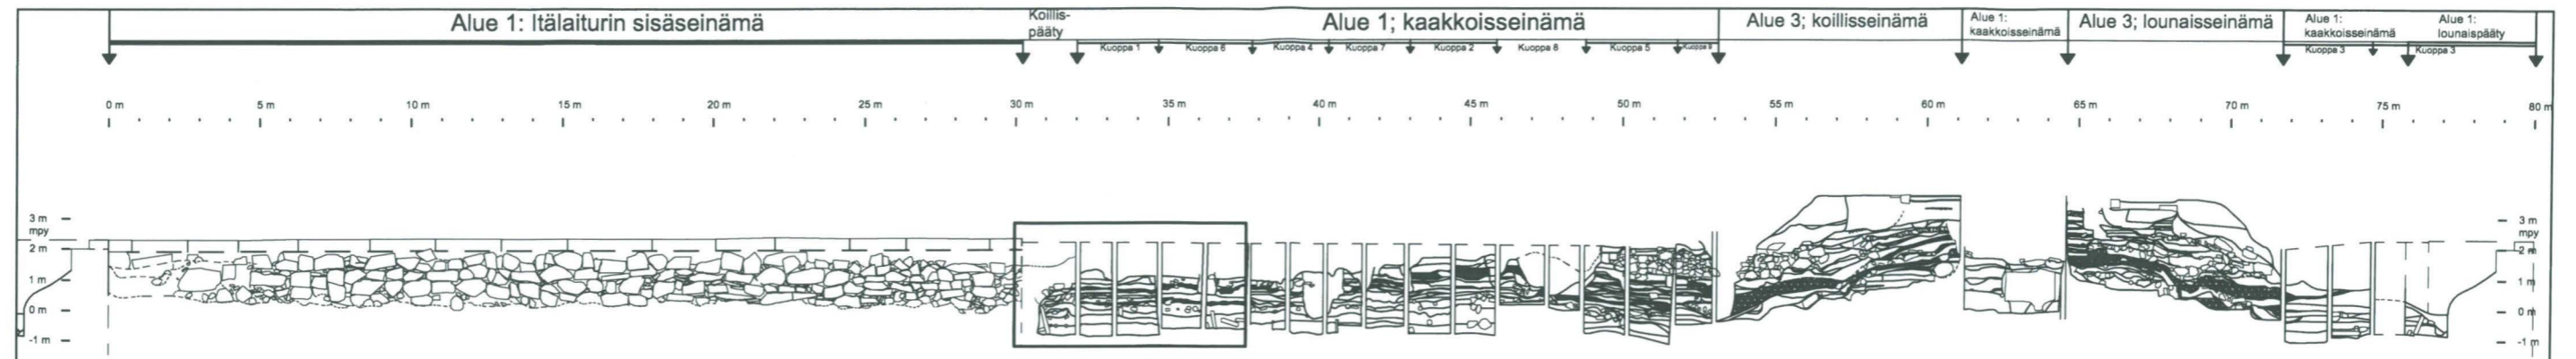 Alue 1: Itälaiturin sisäseinämä
Koillis-
pääty
Alue 1; kaakkoisseinämä
Alue 3; koillisseinämä
Alue 1:
kaakkoisseinämä
Alue 3; lounaisseinämä
Alue 1:
kaakkoisseinämä
Alue 1:
lounaispääty
Kuoppa 1
Kuoppa 6
Kuoppa 4
Kuoppa 7
Kuoppa 2
Kuoppa 8
Kuoppa 5
Kuoppa 3
Kuoppa 3
0 m 5 m 10 m 15 m 20 m 25 m 30 m 35 m 40 m 45 m 50 m 55 m 60 m 65 m 70 m 75 m 80 m
3 m
mpy
2 m
1 m
0 m
-1 m
3 m
mpy
2 m
1 m
0 m
-1 m